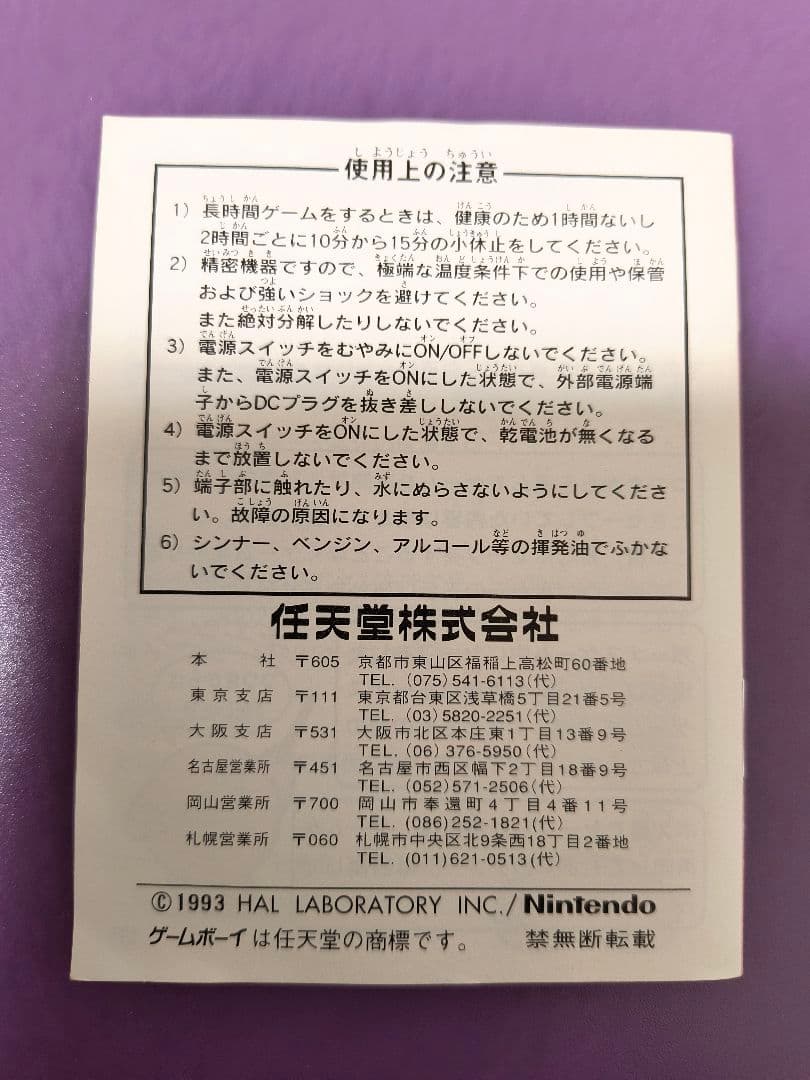 使用上の注意
1) 長時間ゲームをするときは、健康のため1時間ないし
2時間ごとに10分から15分の小休止をしてください。
2) 精密機器ですので、極端な温度条件下での使用や保管
および強いショックを避けてください。
また絶対分解したりしないでください。
3) 電源スイッチをむやみにON/OFFしないでください。
また、電源スイッチをONにした状態で、外部電源端
子からDCプラグを抜き差ししないでください。
4) 電源スイッチをONにした状態で、乾電池が無くなる
まで放置しないでください。
5) 端子部に触れたり、水にぬらさないようにしてくださ
い。故障の原因になります。
6) シンナー、ベンジン、アルコール等の揮発油でふかな
いでください。
任天堂株式会社
本 社 〒605 京都市東山区福稲上高松町60番地
TEL. (075) 541-6113(代)
東京支店 〒111 東京都台東区浅草橋5丁目21番5号
TEL. (03) 5820-2251(代)
大阪支店 〒531 大阪市北区本庄東1丁目13番9号
TEL. (06) 376-5950(代)
名古屋営業所 〒451 名古屋市西区幅下2丁目18番9号
TEL. (052) 571-2506(代)
岡山営業所 〒700 岡山市奉還町4丁目4番11号
TEL. (086) 252-1821(代)
札幌営業所 〒060 札幌市中央区北9条西18丁目2番地
TEL. (011) 621-0513(代)
©1993 HAL LABORATORY INC./Nintendo
ゲームボーイは任天堂の商標です。 禁無断転載